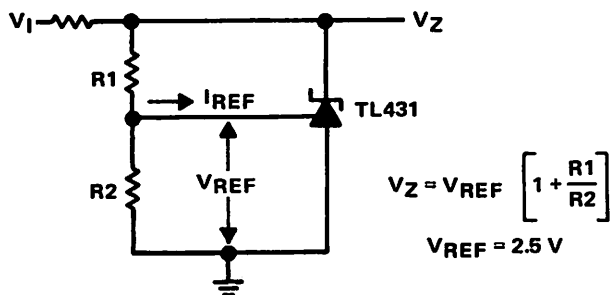 VI
VZ
R1
IREF
TL431
R2
VREF
VZ = VREF [1 + R1/R2]
VREF = 2.5 V